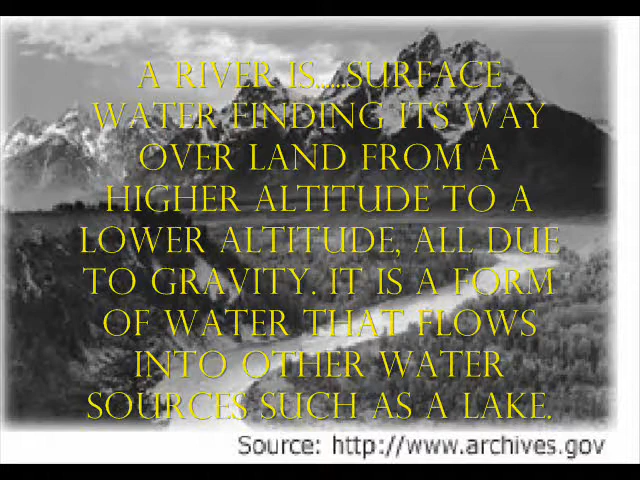 A RIVER IS......SURFACE
WATER FINDING ITS WAY
OVER LAND FROM A
HIGHER ALTITUDE TO A
LOWER ALTITUDE, ALL DUE
TO GRAVITY. IT IS A FORM
OF WATER THAT FLOWS
INTO OTHER WATER
SOURCES SUCH AS A LAKE.
Source: http://www.archives.gov